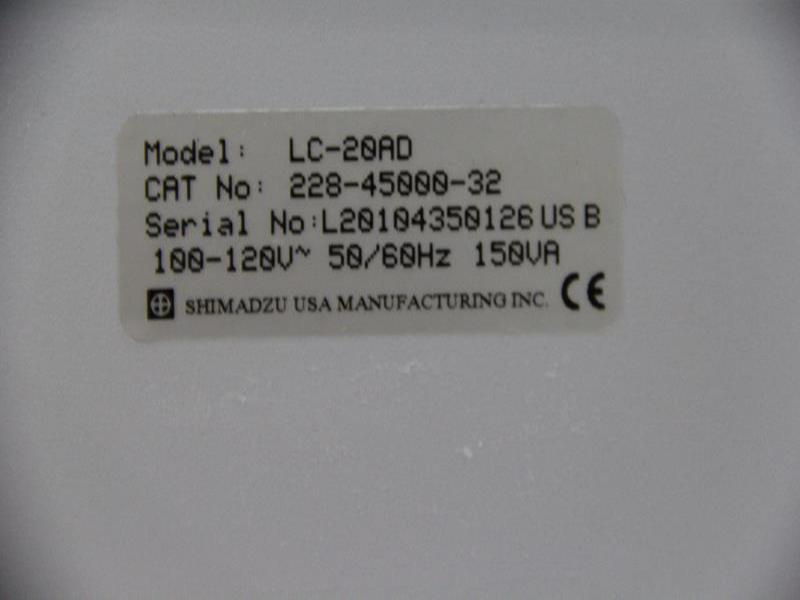 Model: LC-20AD
CAT No: 228-45000-32
Serial No:L20104350126 US B
100-120V~ 50/60Hz 150VA
SHIMADZU USA MANUFACTURING INC. CE